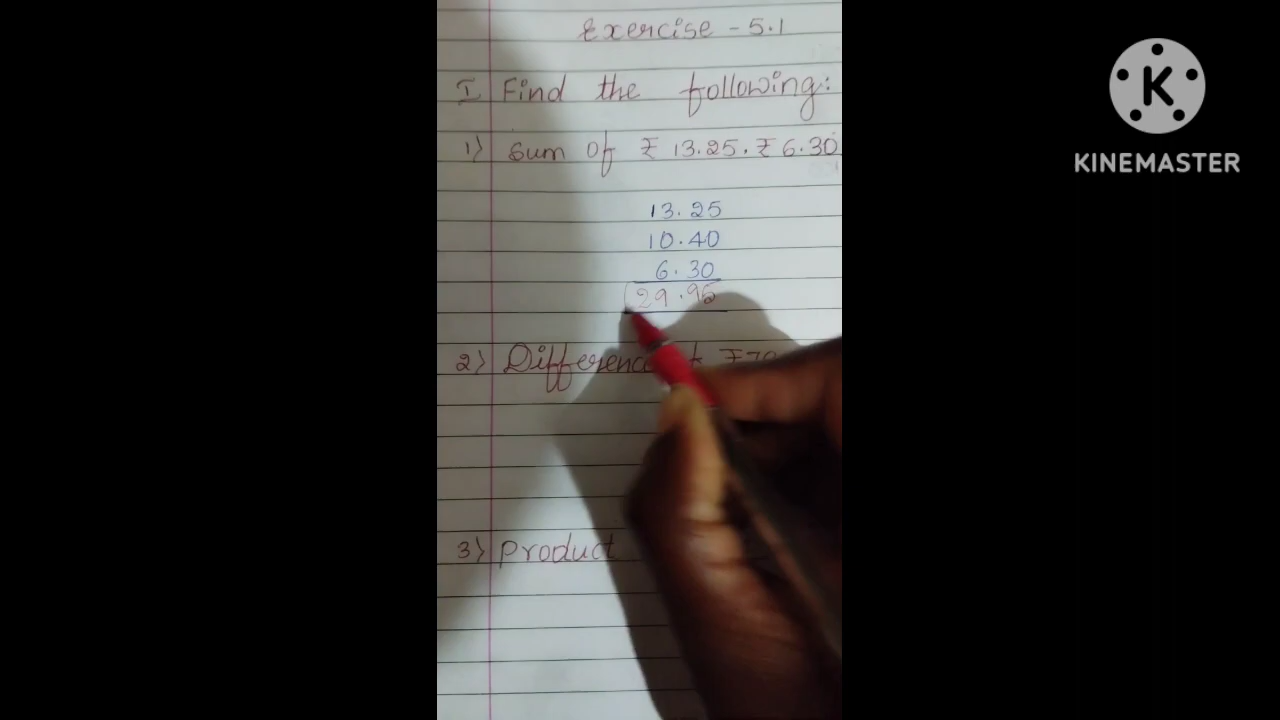 Exercise - 5.1
I Find the following:
1) Sum of ₹ 13.25. ₹ 6.30
13.25
10.40
6.30
29.95
2) Difference ₹70
3) Product
KINEMASTER